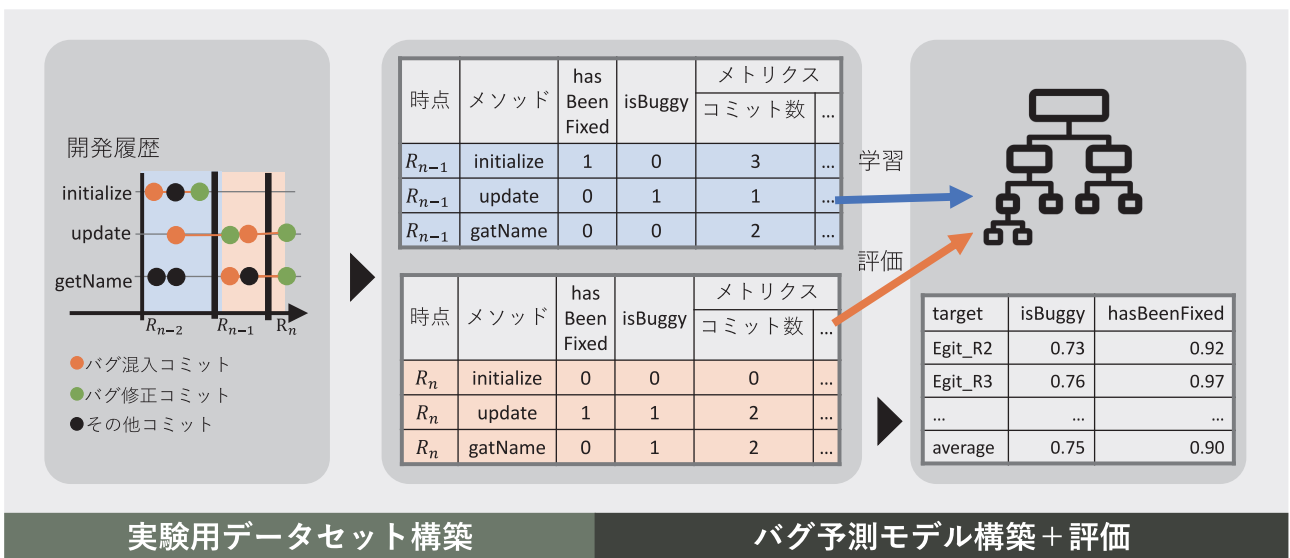 開発履歴
initialize
update
getName
R_{n-2} R_{n-1} R_n
バグ混入コミット
バグ修正コミット
その他コミット
時点 メソッド has Been Fixed isBuggy メトリクス
コミット数 ...
R_{n-1} initialize 1 0 3 ...
R_{n-1} update 0 1 1 ...
R_{n-1} gatName 0 0 2 ...
時点 メソッド has Been Fixed isBuggy メトリクス
コミット数 ...
R_n initialize 0 0 0 ...
R_n update 1 1 2 ...
R_n gatName 0 1 2 ...
学習
評価
target isBuggy hasBeenFixed
Egit_R2 0.73 0.92
Egit_R3 0.76 0.97
... ... ...
average 0.75 0.90
実験用データセット構築
バグ予測モデル構築＋評価